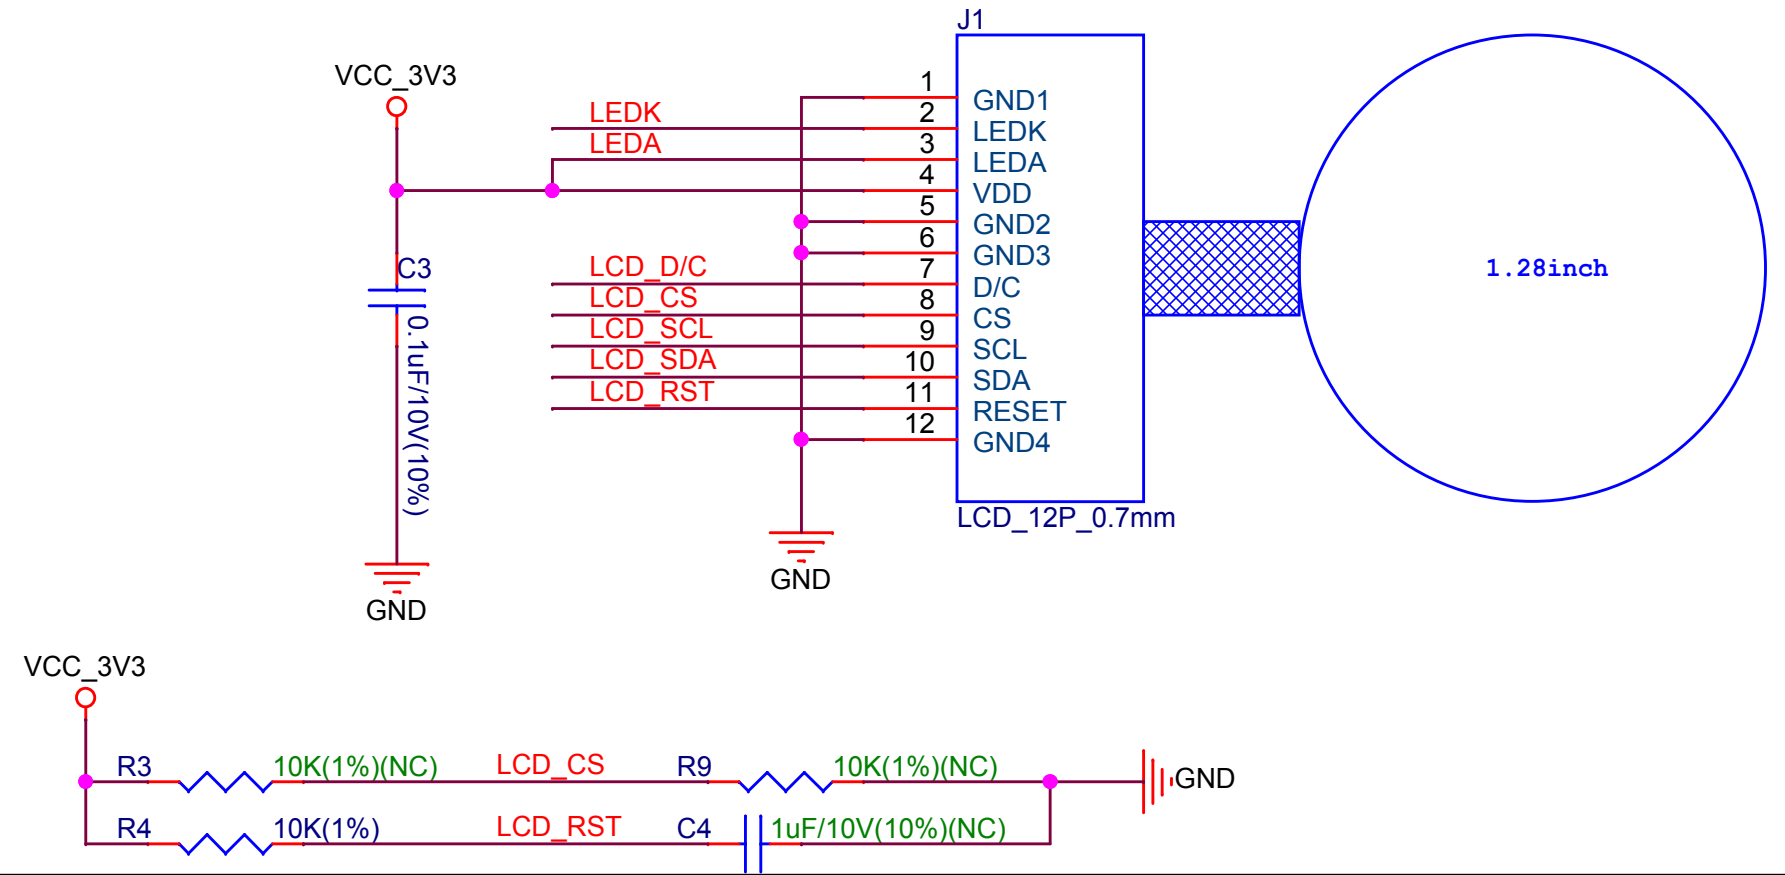 J1
VCC_3V3
1
GND1
LEDK
2
LEDK
LEDA
3
LEDA
4
VDD
5
GND2
6
GND3
LCD_D/C
7
D/C
LCD_CS
8
CS
LCD_SCL
9
SCL
LCD_SDA
10
SDA
LCD_RST
11
RESET
12
GND4
LCD_12P_0.7mm
1.28inch
C3
0.1uF/10V(10%)
GND
GND
VCC_3V3
R3
10K(1%)(NC)
LCD_CS
R9
10K(1%)(NC)
GND
R4
10K(1%)
LCD_RST
C4
1uF/10V(10%)(NC)